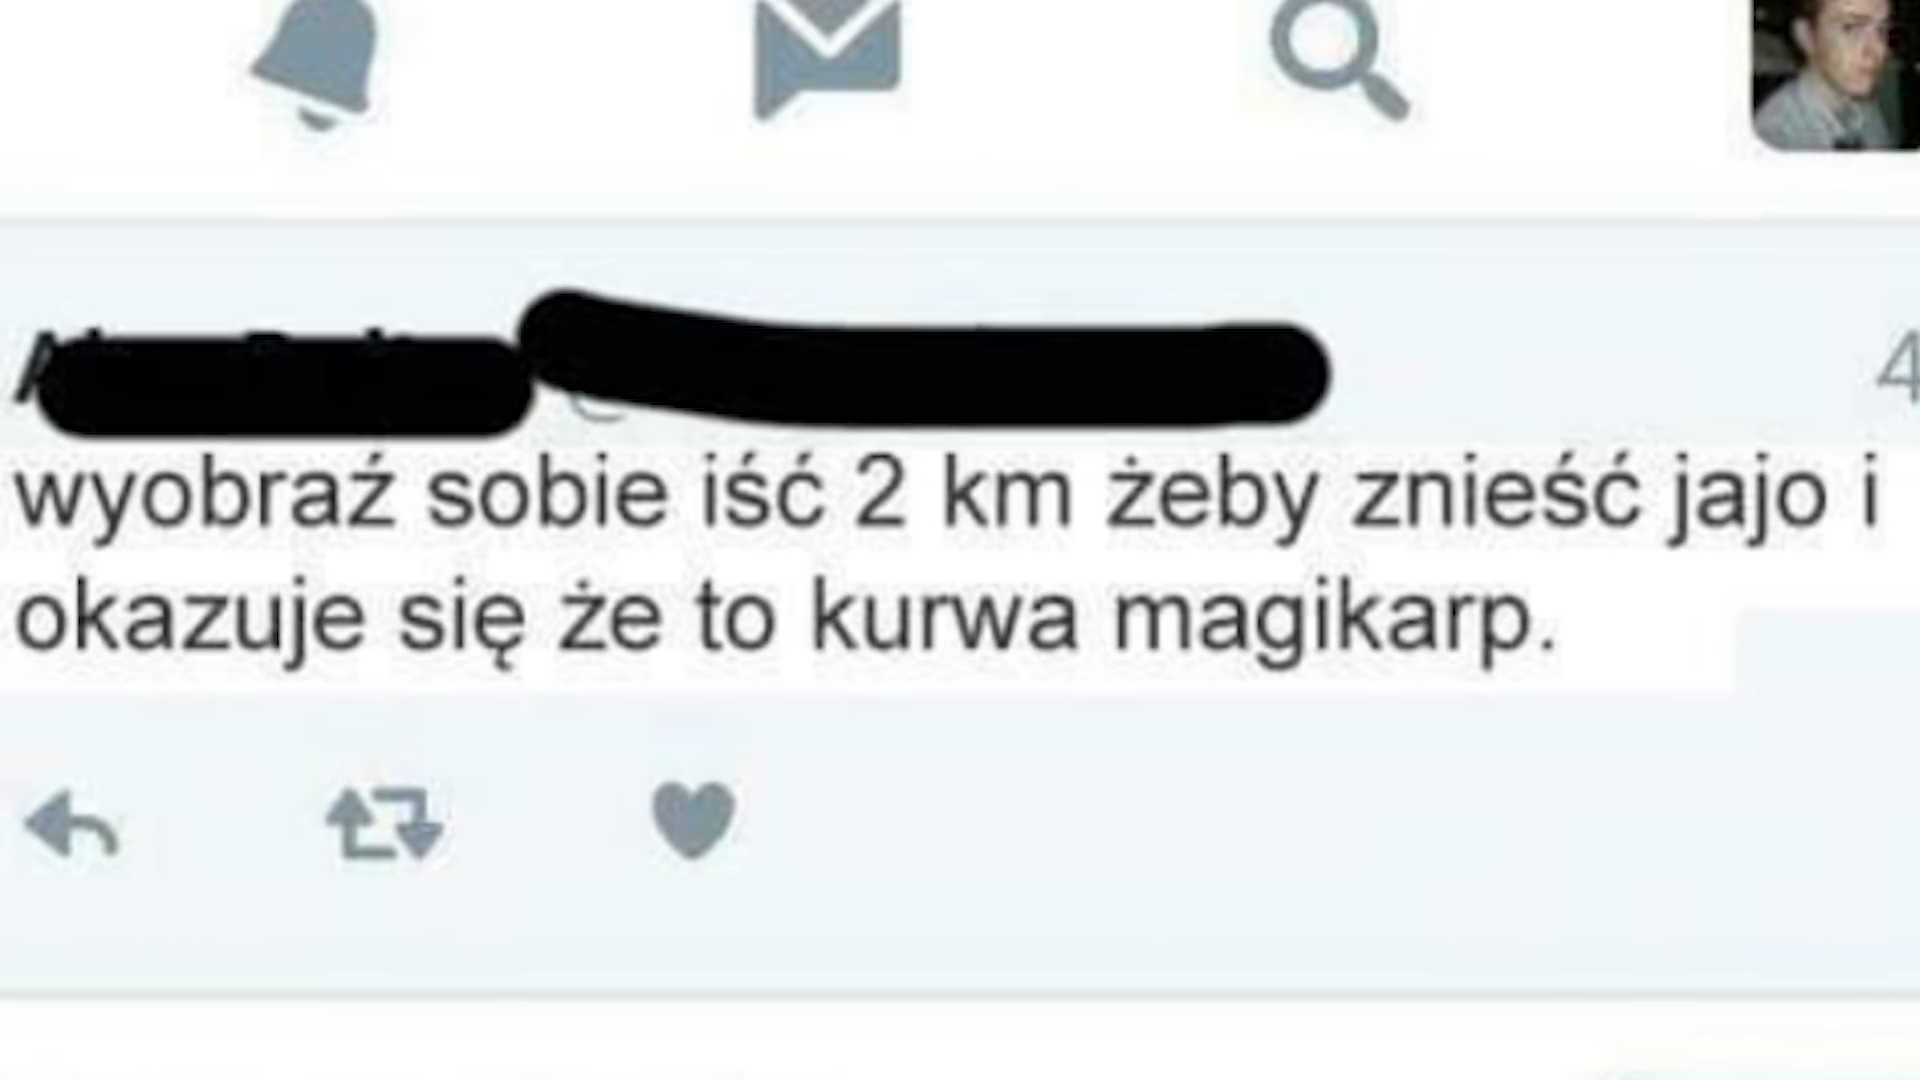 wyobraź sobie iść 2 km żeby znieść jajo i
okazuje się że to kurwa magikarp.